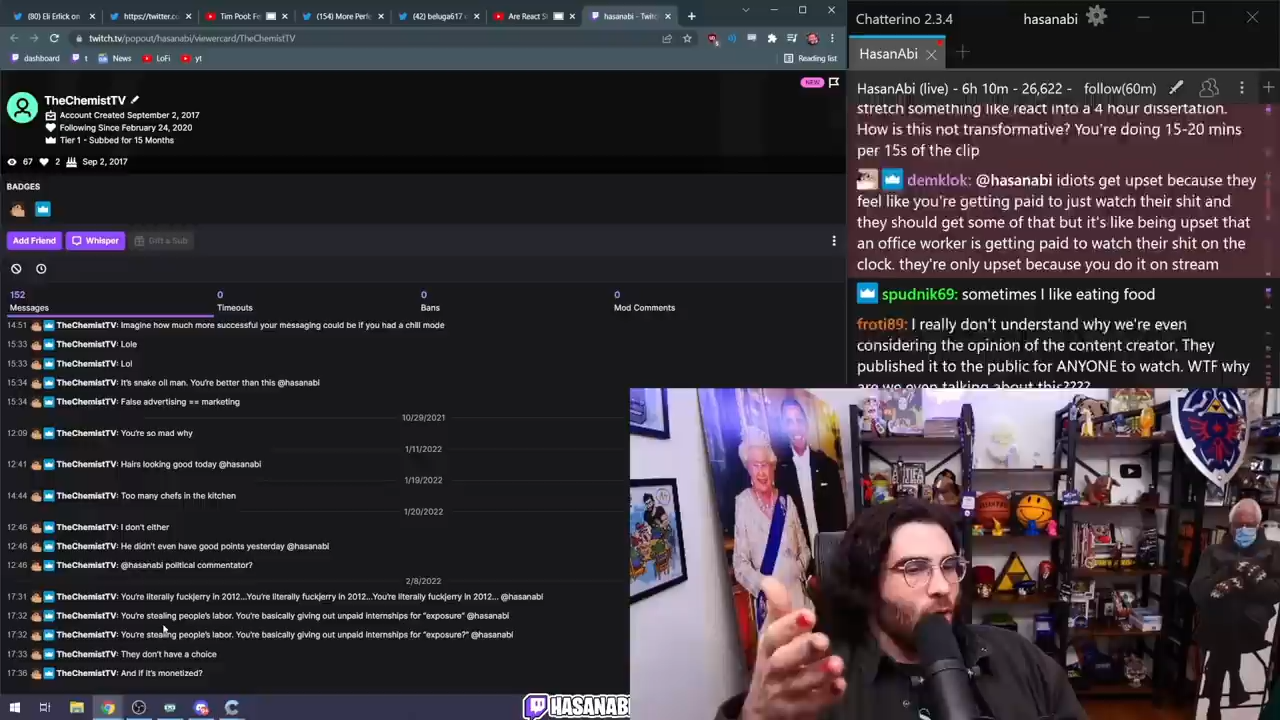 (80) Eli Erlick on
https://twitter.co
Tim Pool: Fe
(154) More Perf
(42) beluga617 c
Are React S
hasanabi - Twitc
twitch.tv/popout/hasanabi/viewercard/TheChemistTV
dashboard
t
News
LoFi
yt
Reading list
NEW
TheChemistTV
Account Created September 2, 2017
Following Since February 24, 2020
Tier 1 - Subbed for 15 Months
67 2 Sep 2, 2017
BADGES
Add Friend
Whisper
Gift a Sub
152 0 0 0
Messages Timeouts Bans Mod Comments
14:51 TheChemistTV: Imagine how much more successful your messaging could be if you had a chill mode
15:33 TheChemistTV: Lole
15:33 TheChemistTV: Lol
15:34 TheChemistTV: It's snake oil man. You're better than this @hasanabi
15:34 TheChemistTV: False advertising == marketing
10/29/2021
12:09 TheChemistTV: You're so mad why
1/11/2022
12:41 TheChemistTV: Hairs looking good today @hasanabi
1/19/2022
14:44 TheChemistTV: Too many chefs in the kitchen
1/20/2022
12:46 TheChemistTV: I don't either
12:46 TheChemistTV: He didn't even have good points yesterday @hasanabi
12:46 TheChemistTV: @hasanabi political commentator?
2/8/2022
17:31 TheChemistTV: You're literally fuckjerry in 2012...You're literally fuckjerry in 2012...You're literally fuckjerry in 2012... @hasanabi
17:32 TheChemistTV: You're stealing people's labor. You're basically giving out unpaid internships for "exposure" @hasanabi
17:32 TheChemistTV: You're stealing people's labor. You're basically giving out unpaid internships for "exposure?" @hasanabi
17:33 TheChemistTV: They don't have a choice
17:36 TheChemistTV: And if it's monetized?
Chatterino 2.3.4
hasanabi
HasanAbi
HasanAbi (live) - 6h 10m - 26,622 - follow(60m)
stretch something like react into a 4 hour dissertation.
How is this not transformative? You're doing 15-20 mins
per 15s of the clip
demklok: @hasanabi idiots get upset because they
feel like you're getting paid to just watch their shit and
they should get some of that but it's like being upset that
an office worker is getting paid to watch their shit on the
clock. they're only upset because you do it on stream
spudnik69: sometimes I like eating food
froti89: I really don't understand why we're even
considering the opinion of the content creator. They
published it to the public for ANYONE to watch. WTF why
are we even talking about this????
HASANABI